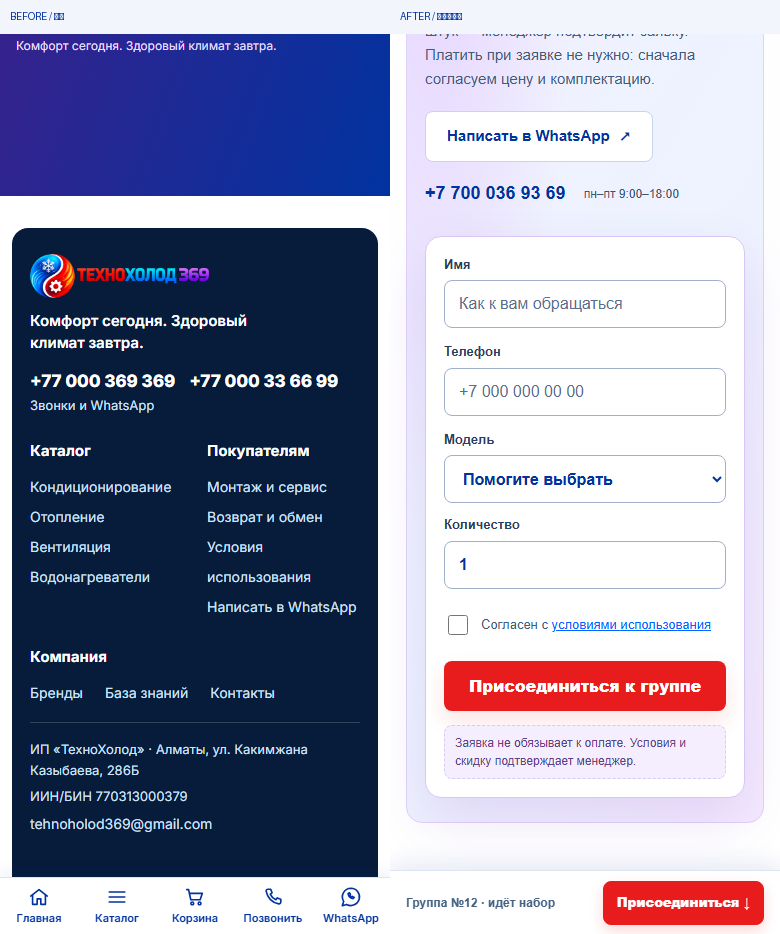 BEFORE /
Комфорт сегодня. Здоровый климат завтра.
ТЕХНОХОЛОД 369
Комфорт сегодня. Здоровый
климат завтра.
+77 000 369 369 +77 000 33 66 99
Звонки и WhatsApp
Каталог
Кондиционирование
Отопление
Вентиляция
Водонагреватели
Покупателям
Монтаж и сервис
Возврат и обмен
Условия
использования
Написать в WhatsApp
Компания
Бренды База знаний Контакты
ИП «ТехноХолод» · Алматы, ул. Какимжана
Казыбаева, 286Б
ИИН/БИН 770313000379
tehnoholod369@gmail.com
Главная Каталог Корзина Позвонить WhatsApp
AFTER /
штук — менеджер подтвердит заявку.
Платить при заявке не нужно: сначала
согласуем цену и комплектацию.
Написать в WhatsApp ↗
+7 700 036 93 69 пн–пт 9:00–18:00
Имя
Как к вам обращаться
Телефон
+7 000 000 00 00
Модель
Помогите выбрать
Количество
1
Согласен с условиями использования
Присоединиться к группе
Заявка не обязывает к оплате. Условия и
скидку подтверждает менеджер.
Группа №12 · идёт набор
Присоединиться ↓